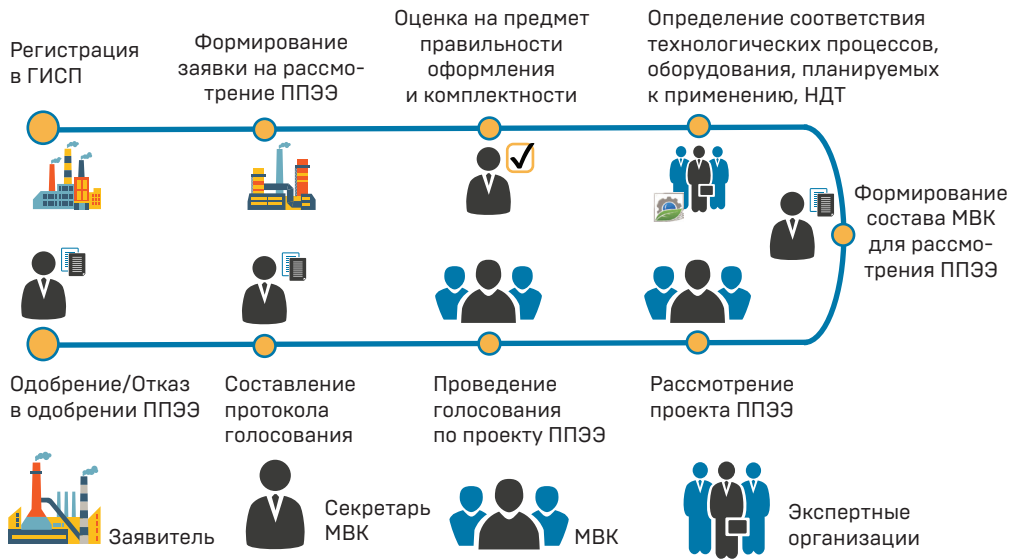 Регистрация
в ГИСП
Формирование
заявки на рассмо-
трение ППЭЭ
Оценка на предмет
правильности
оформления
и комплектности
Определение соответствия
технологических процессов,
оборудования, планируемых
к применению, НДТ
Формирование
состава МВК
для рассмо-
трения ППЭЭ
Рассмотрение
проекта ППЭЭ
Проведение
голосования
по проекту ППЭЭ
Составление
протокола
голосования
Одобрение/Отказ
в одобрении ППЭЭ
Заявитель
Секретарь
МВК
МВК
Экспертные
организации